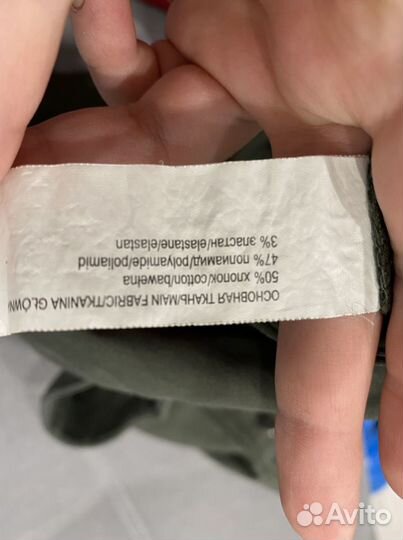 ОСНОВНАЯ ТКАНЬ/MAIN FABRIC/TKANINA GŁÓWN
50% хлопок/cotton/bawełna
47% полиамид/polyamide/poliamid
3% эластан/elastane/elastan
Avito